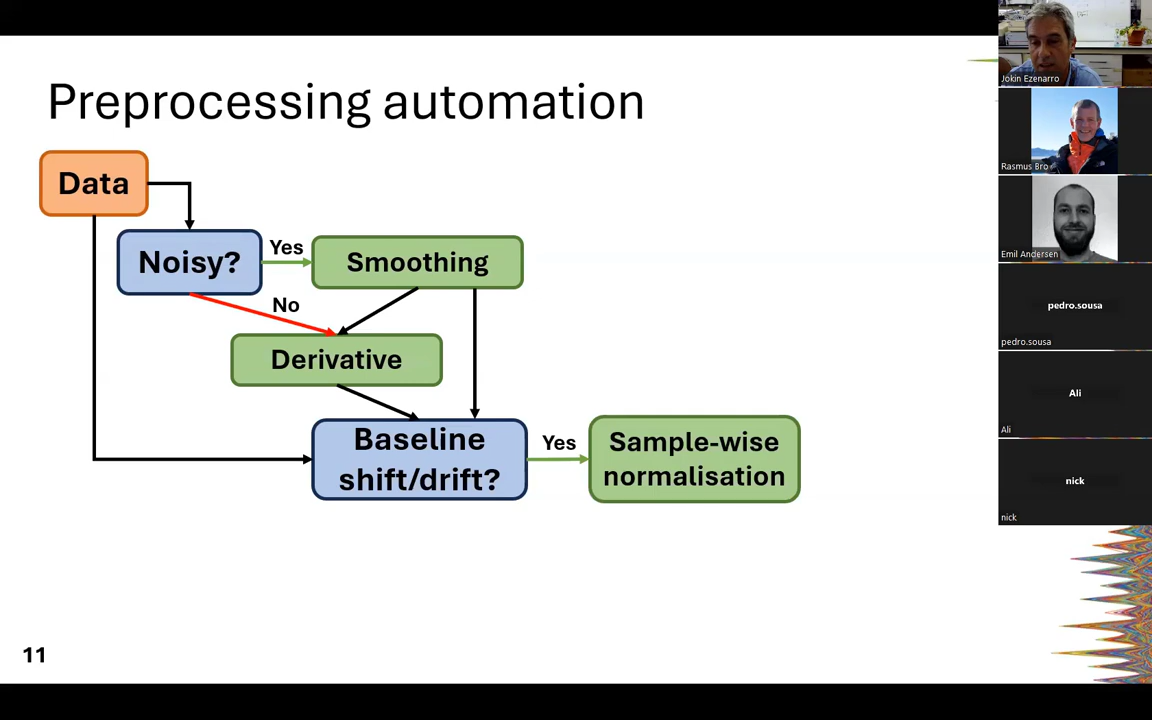 Preprocessing automation
Data
Noisy?
Yes
Smoothing
No
Derivative
Baseline
shift/drift?
Yes
Sample-wise
normalisation
11
Jokin Ezenarro
Rasmus Bro
Emil Andersen
pedro.sousa
pedro.sousa
Ali
Ali
nick
nick